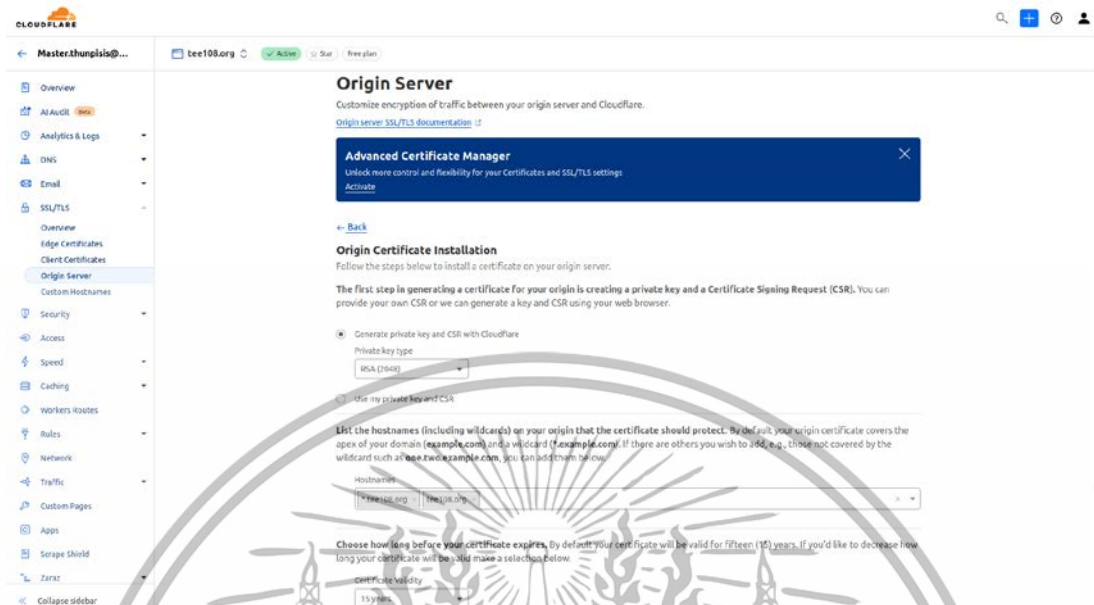 CLOUDFLARE
Master.thunpisis@...
tee108.org
Active
Star
Free plan
Overview
AI Audit Beta
Analytics & Logs
DNS
Email
SSL/TLS
Overview
Edge Certificates
Client Certificates
Origin Server
Custom Hostnames
Security
Access
Speed
Caching
Workers Routes
Rules
Network
Traffic
Custom Pages
Apps
Scrape Shield
Zaraz
Collapse sidebar
Origin Server
Customize encryption of traffic between your origin server and Cloudflare.
Origin server SSL/TLS documentation
Advanced Certificate Manager
Unlock more control and flexibility for your Certificates and SSL/TLS settings
Activate
← Back
Origin Certificate Installation
Follow the steps below to install a certificate on your origin server.
The first step in generating a certificate for your origin is creating a private key and a Certificate Signing Request (CSR). You can
provide your own CSR or we can generate a key and CSR using your web browser.
Generate private key and CSR with Cloudflare
Private key type
RSA (2048)
Use my private key and CSR
List the hostnames (including wildcards) on your origin that the certificate should protect. By default your origin certificate covers the
apex of your domain (example.com) and a wildcard (*.example.com). If there are others you wish to add, e.g., those not covered by the
wildcard such as one.two.example.com, you can add them below.
Hostnames
*.tee108.org × tee108.org ×
Choose how long before your certificate expires. By default your certificate will be valid for fifteen (15) years. If you'd like to decrease how
long your certificate will be valid make a selection below.
Certificate Validity
15 years